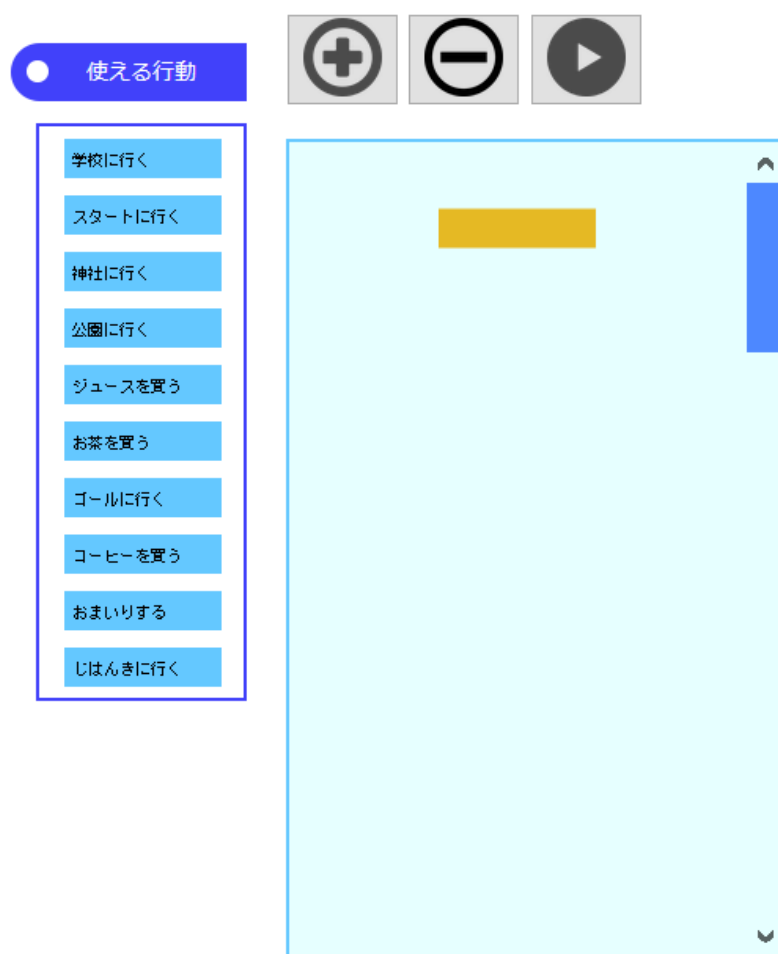 使える行動
学校に行く
スタートに行く
神社に行く
公園に行く
ジュースを買う
お茶を買う
ゴールに行く
コーヒーを買う
おまいりする
じはんきに行く